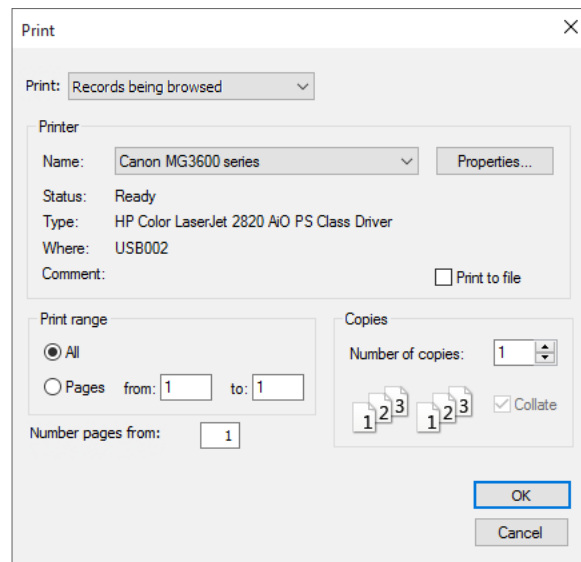 Print
Print: Records being browsed
Printer
Name: Canon MG3600 series Properties...
Status: Ready
Type: HP Color LaserJet 2820 AiO PS Class Driver
Where: USB002
Comment: Print to file
Print range
All
Pages from: 1 to: 1
Number pages from: 1
Copies
Number of copies: 1
1 2 3 1 2 3 Collate
OK
Cancel